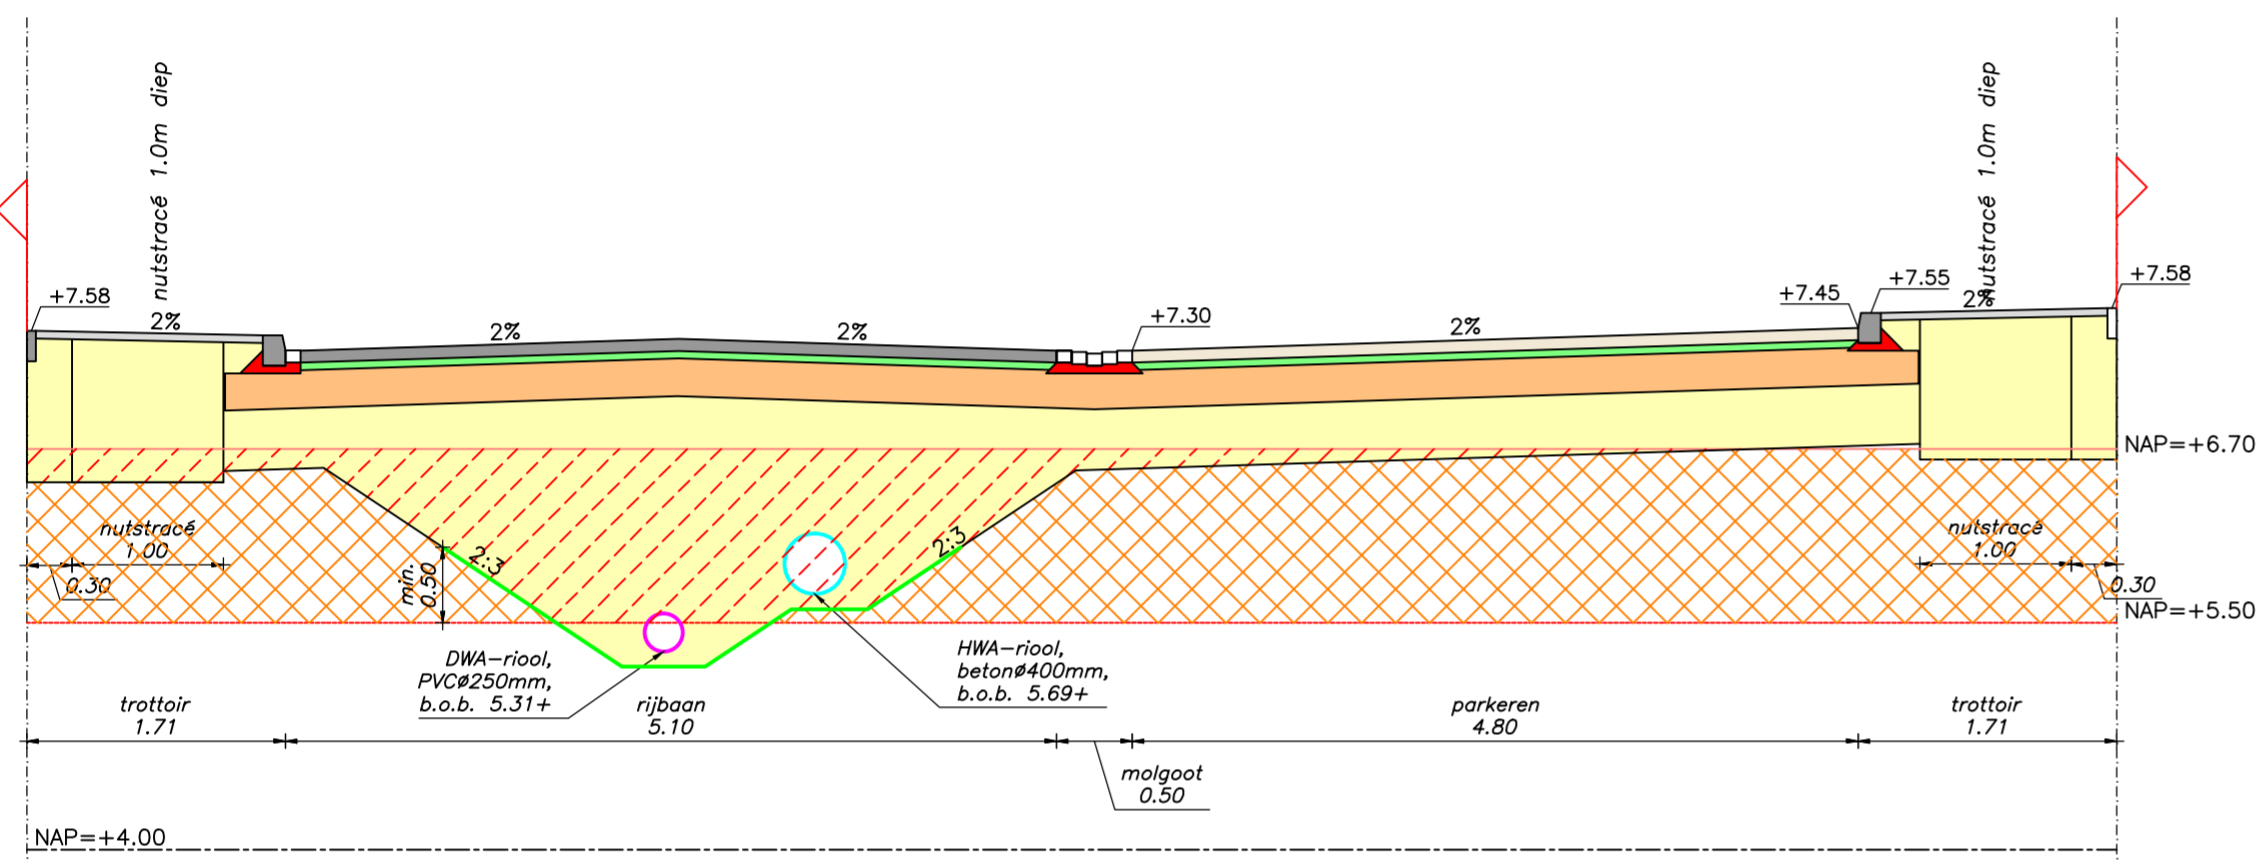 nutstracé 1.0m diep
nutstracé 1.0m diep
+7.58
2%
2%
2%
+7.30
2%
+7.45
+7.55
2%
+7.58
NAP=+6.70
nutstracé
1.00
0.30
2:3
min.
0.50
2:3
nutstracé
1.00
0.30
NAP=+5.50
DWA-riool,
PVCø250mm,
b.o.b. 5.31+
HWA-riool,
betonø400mm,
b.o.b. 5.69+
trottoir
1.71
rijbaan
5.10
parkeren
4.80
trottoir
1.71
molgoot
0.50
NAP=+4.00